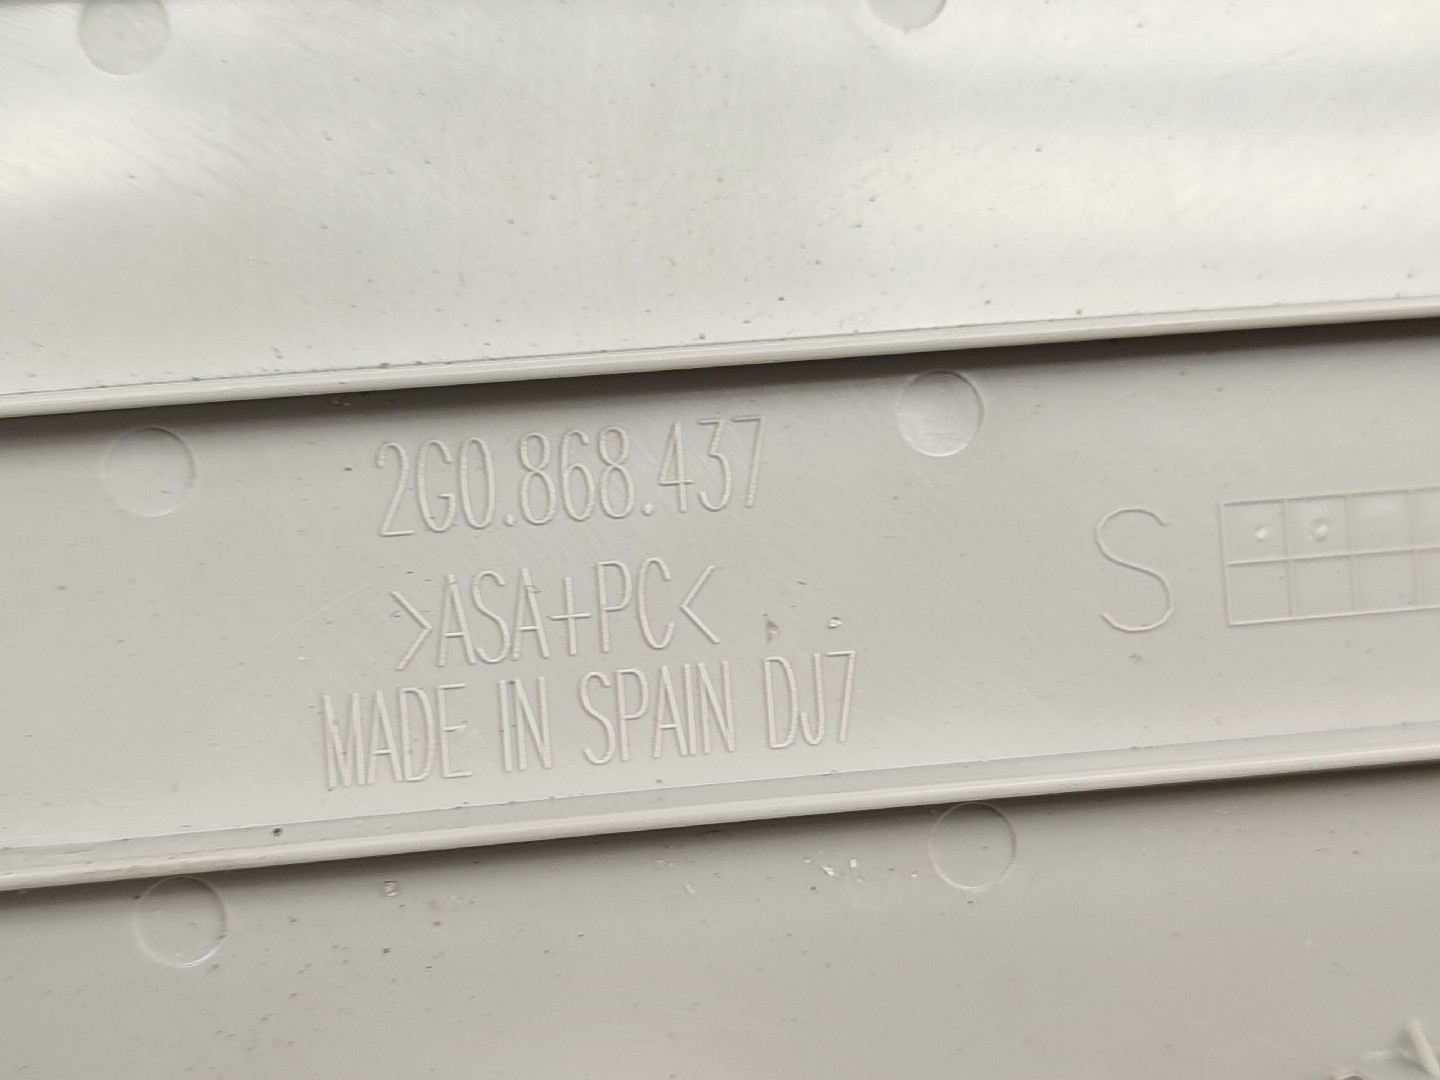 2G0.868.437
>ASA+PC<
MADE IN SPAIN DJ7
S